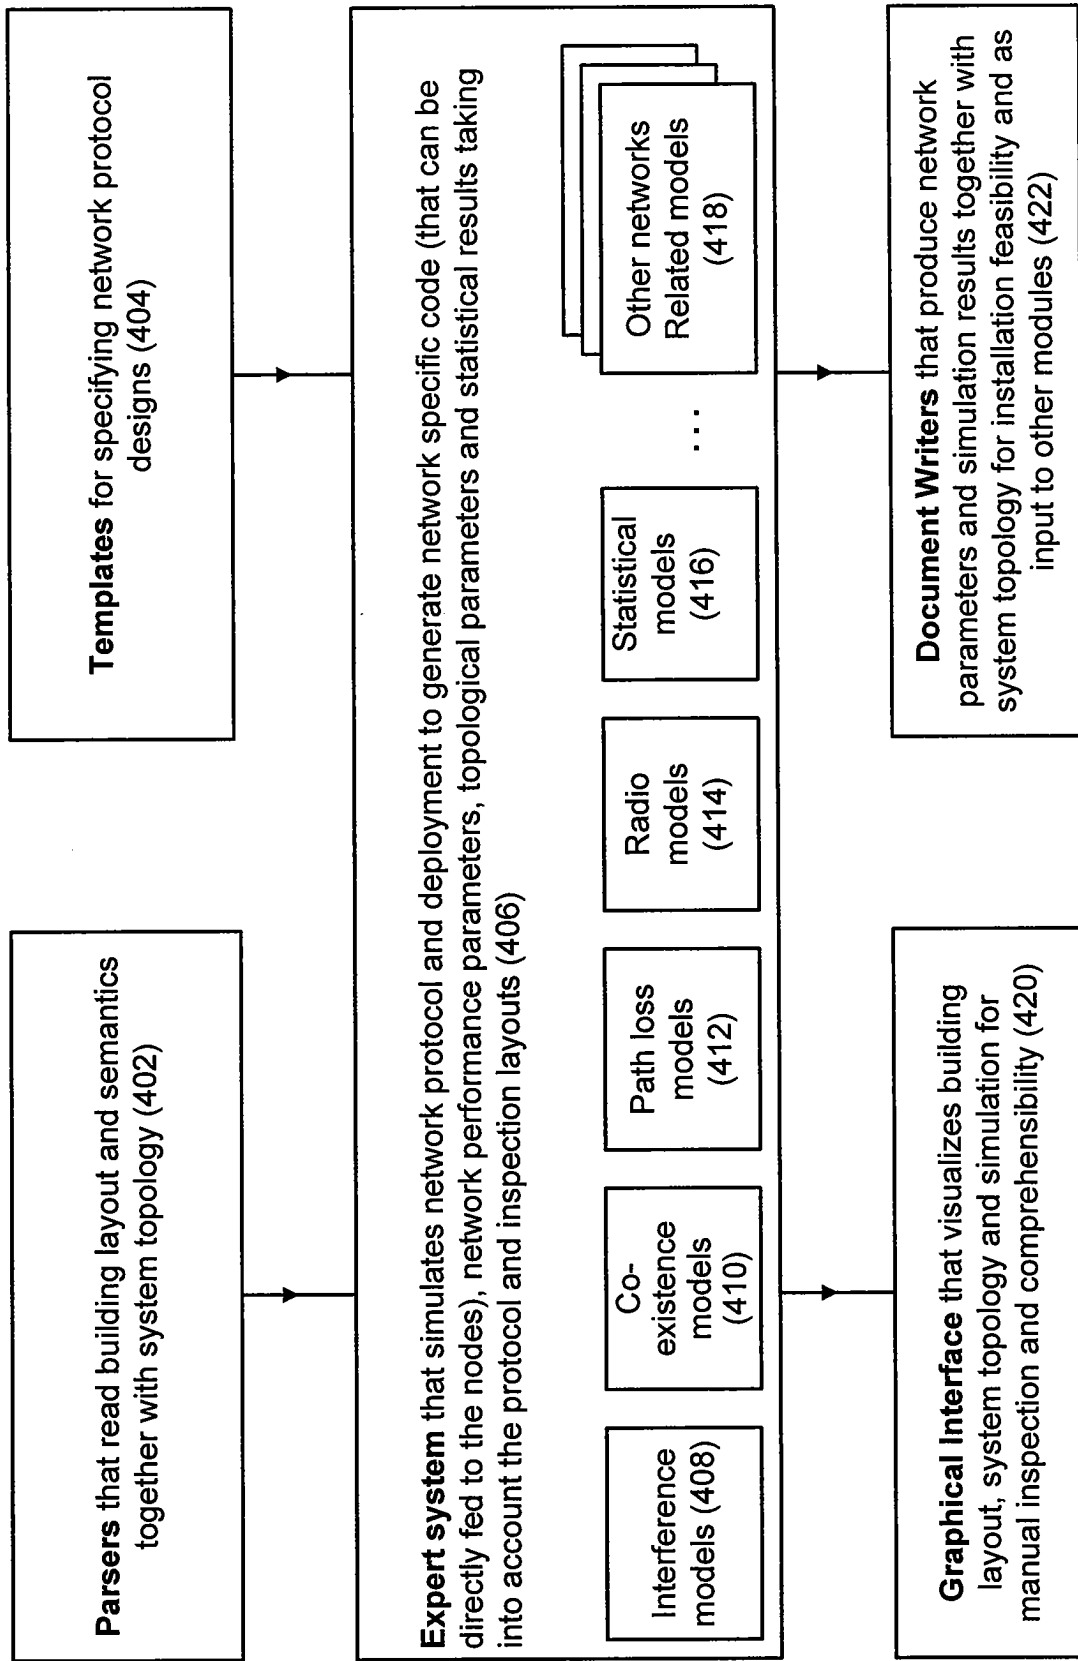 Parsers that read building layout and semantics
together with system topology (402)
Templates for specifying network protocol
designs (404)
Expert system that simulates network protocol and deployment to generate network specific code (that can be
directly fed to the nodes), network performance parameters, topological parameters and statistical results taking
into account the protocol and inspection layouts (406)
Interference
models (408)
Co-
existence
models
(410)
Path loss
models
(412)
Radio
models
(414)
Statistical
models
(416)
...
Other networks
Related models
(418)
Graphical Interface that visualizes building
layout, system topology and simulation for
manual inspection and comprehensibility (420)
Document Writers that produce network
parameters and simulation results together with
system topology for installation feasibility and as
input to other modules (422)